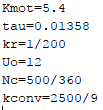 Kmot=5.4
tau=0.01358
kr=1/200
Uo=12
Nc=500/360
kconv=2500/9